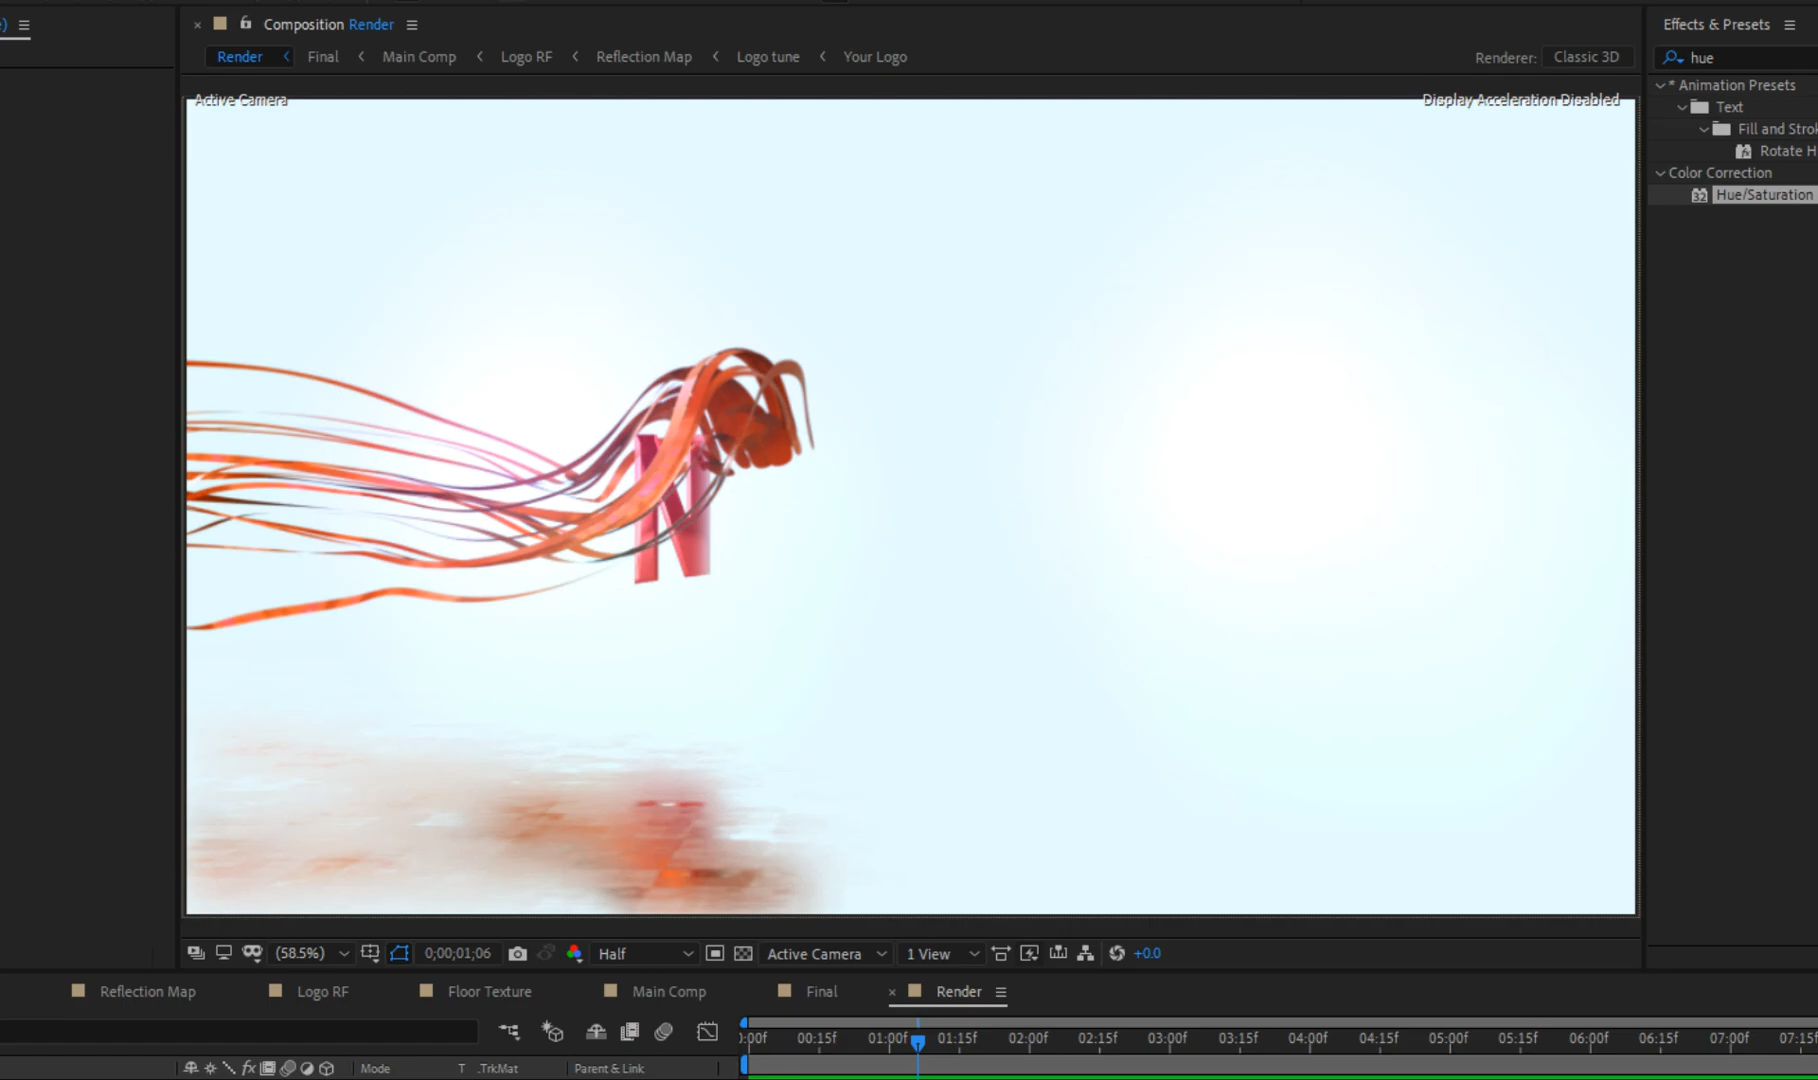 Composition Render
Effects & Presets
Render
Final
Main Comp
Logo RF
Reflection Map
Logo tune
Your Logo
Renderer:
Classic 3D
hue
Active Camera
Display Acceleration Disabled
* Animation Presets
Text
Fill and Strok
Rotate H
Color Correction
Hue/Saturation
N
(58.5%)
0;00;01;06
Half
Active Camera
1 View
+0.0
Reflection Map
Logo RF
Floor Texture
Main Comp
Final
Render
):00f 00:15f 01:00f 01:15f 02:00f 02:15f 03:00f 03:15f 04:00f 04:15f 05:00f 05:15f 06:00f 06:15f 07:00f 07:15f
fx
Mode
T .TrkMat
Parent & Link